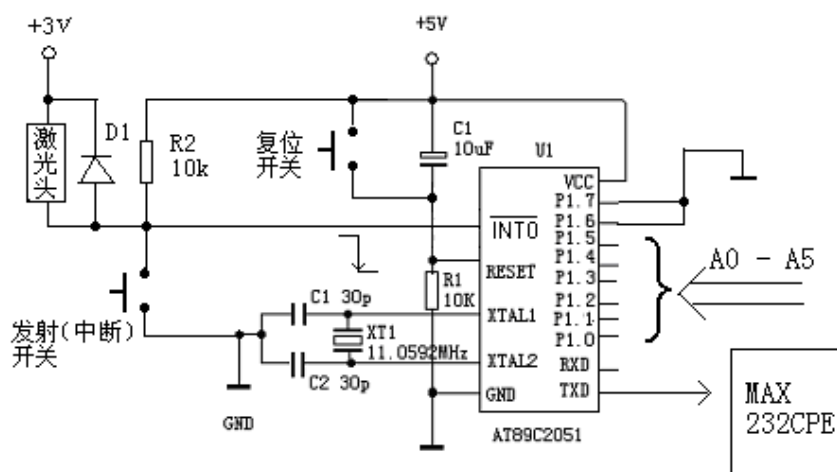 +3V
+5V
激光头
D1
R2
10k
复位
开关
C1
10uF
U1
VCC
P1.7
P1.6
P1.5
P1.4
P1.3
P1.2
P1.1
P1.0
RXD
TXD
INT0
RESET
XTAL1
XTAL2
GND
A0 - A5
R1
10K
C1 30p
XT1
11.0592MHz
C2 30p
发射(中断)
开关
GND
AT89C2051
MAX
232CPE